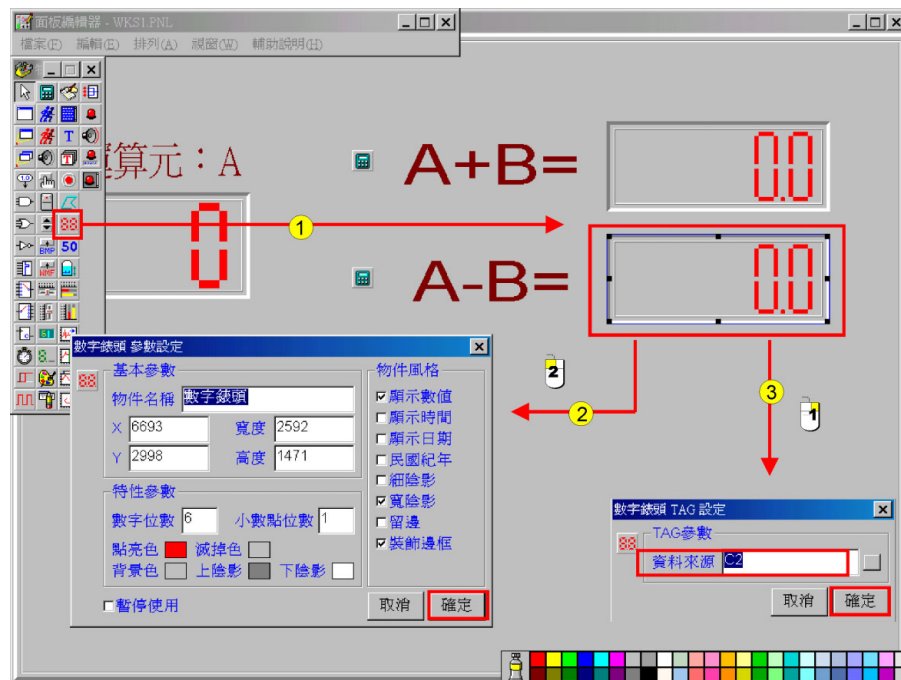 面板編輯器 - WKS1.PNL
檔案(F) 編輯(E) 排列(A) 視窗(W) 輔助說明(H)
運算元：A
0
A+B=
0.0
A-B=
0.0
1
2
2
3
1
T
BMP 50
WMF
數字錶頭 參數設定
基本參數
物件名稱 數字錶頭
X 6693 寬度 2592
Y 2998 高度 1471
特性參數
數字位數 6 小數點位數 1
點亮色 滅掉色
背景色 上陰影 下陰影
暫停使用
物件風格
顯示數值
顯示時間
顯示日期
民國紀年
細陰影
寬陰影
留邊
裝飾邊框
取消 確定
數字錶頭 TAG 設定
TAG參數
資料來源 C2
取消 確定